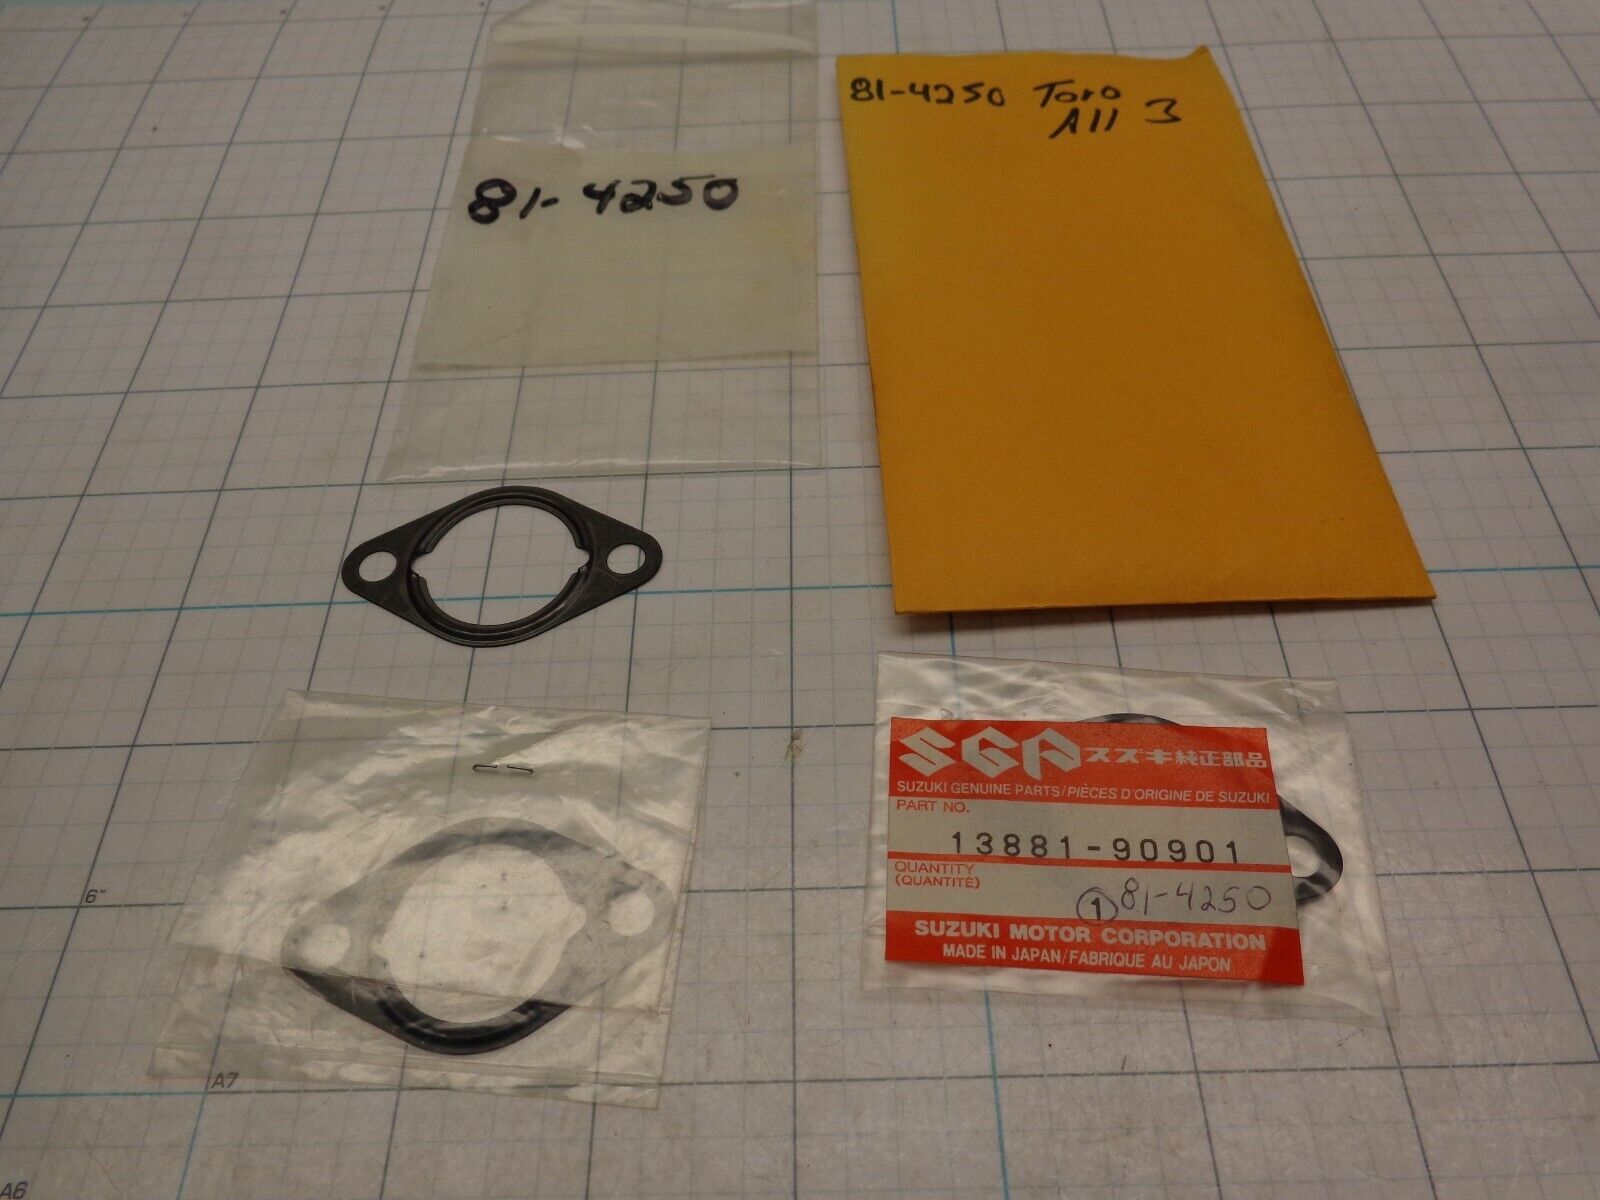 81-4250 Toro
All 3
81-4250
SGP スズキ純正部品
SUZUKI GENUINE PARTS/PIÈCES D'ORIGINE DE SUZUKI
PART NO.
13881-90901
QUANTITY
(QUANTITÉ)
1 81-4250
SUZUKI MOTOR CORPORATION
MADE IN JAPAN/FABRIQUE AU JAPON
6"
A7
A6